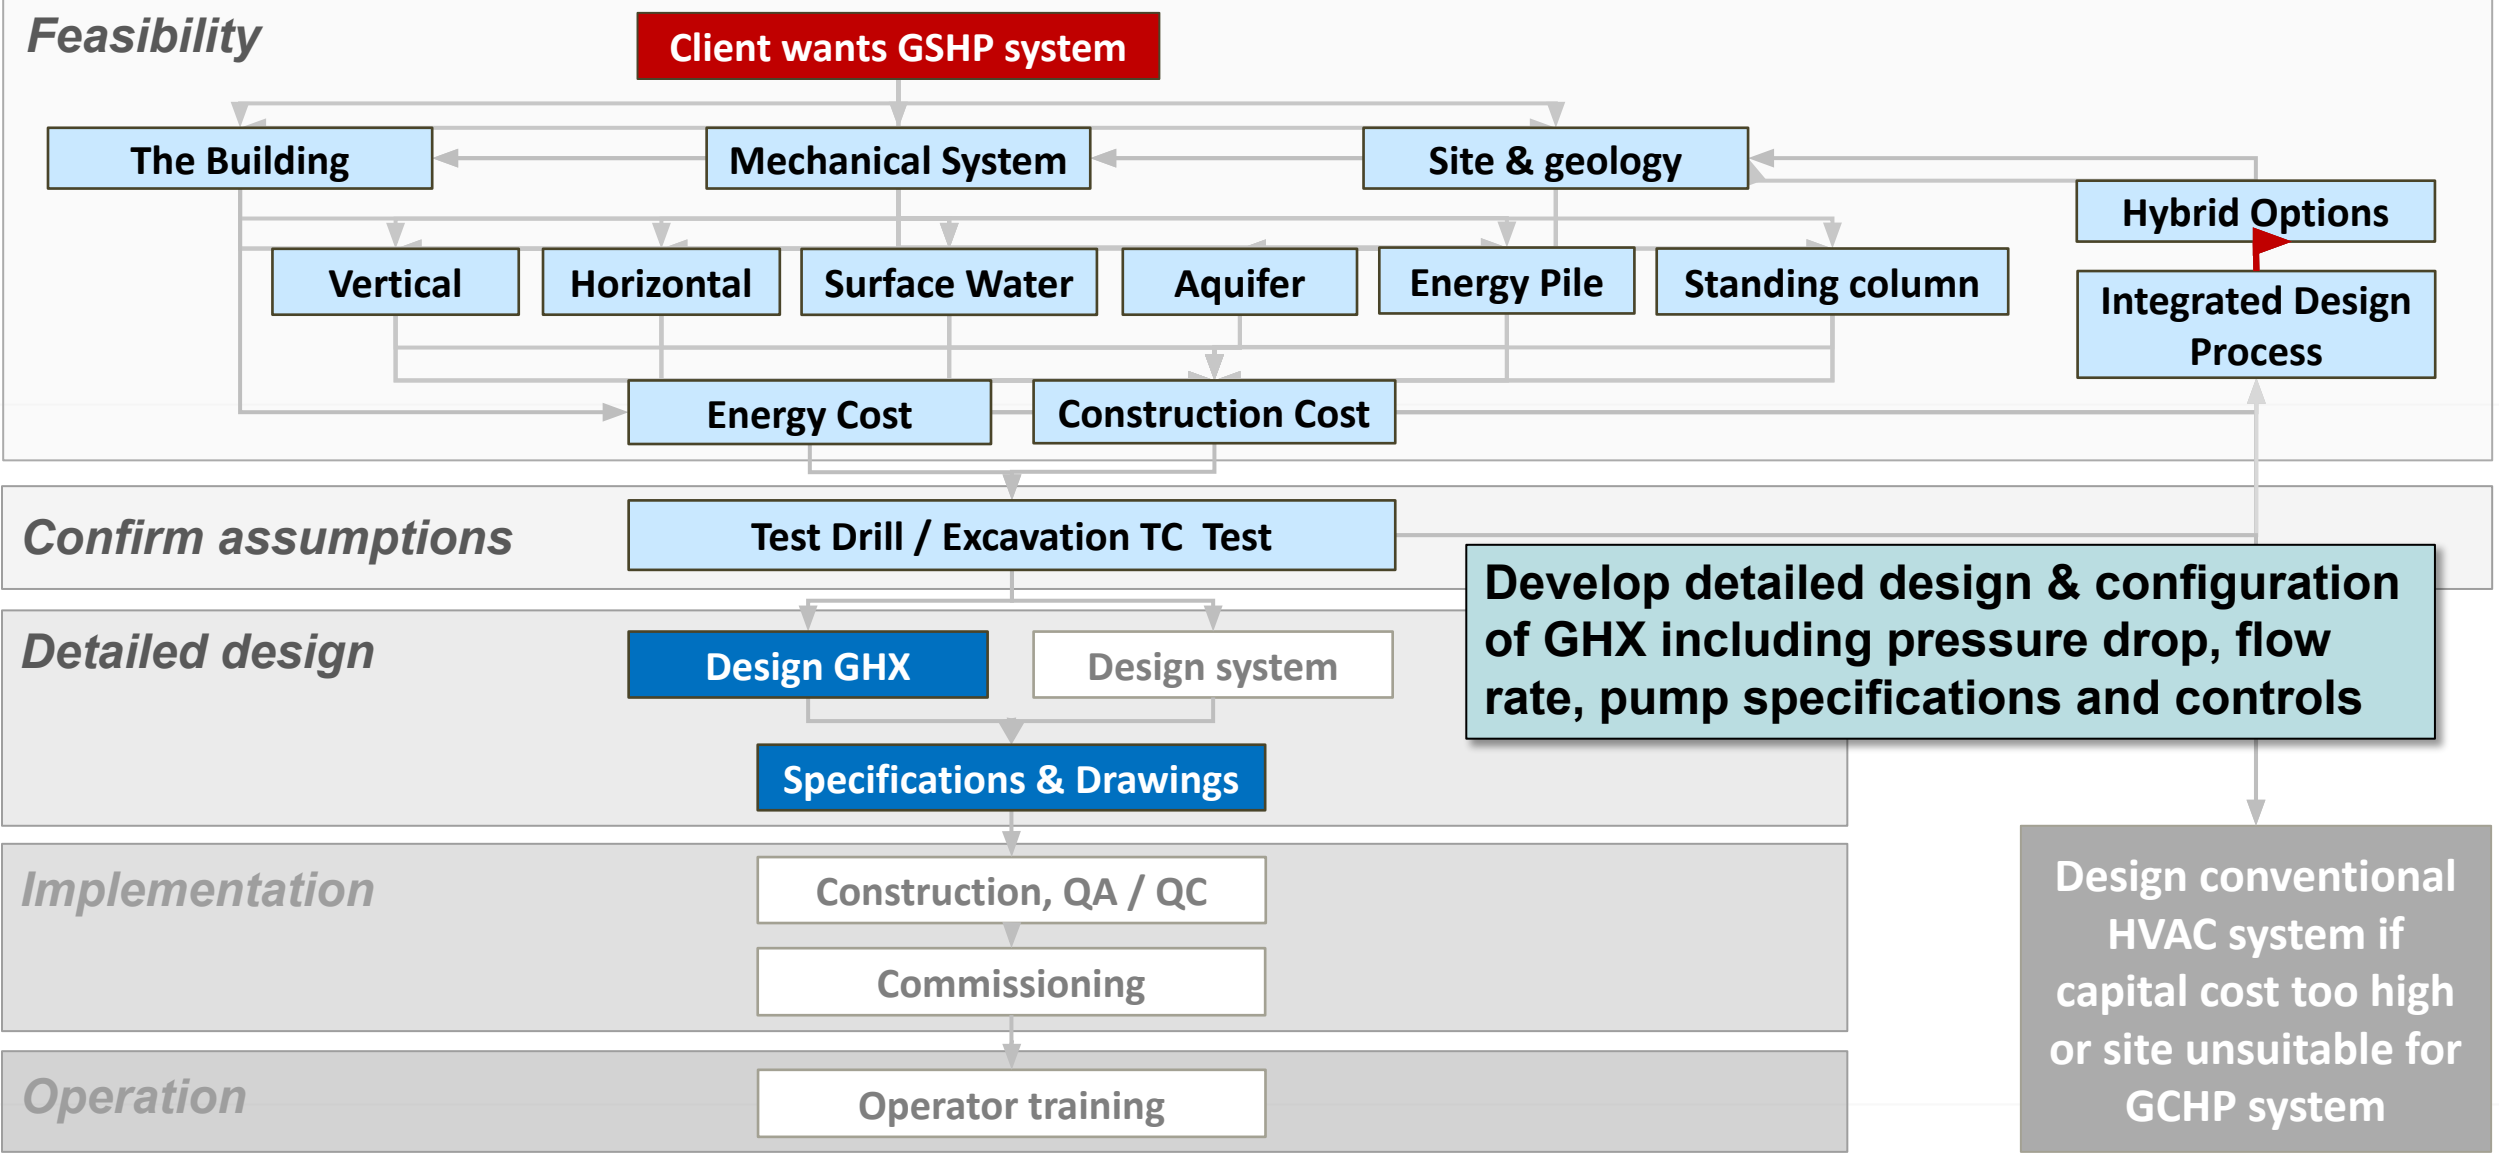 Feasibility
Client wants GSHP system
The Building
Mechanical System
Site & geology
Hybrid Options
Vertical
Horizontal
Surface Water
Aquifer
Energy Pile
Standing column
Integrated Design
Process
Energy Cost
Construction Cost
Confirm assumptions
Test Drill / Excavation TC  Test
Develop detailed design & configuration
of GHX including pressure drop, flow
rate, pump specifications and controls
Detailed design
Design GHX
Design system
Specifications & Drawings
Implementation
Construction, QA / QC
Commissioning
Design conventional
HVAC system if
capital cost too high
or site unsuitable for
GCHP system
Operation
Operator training